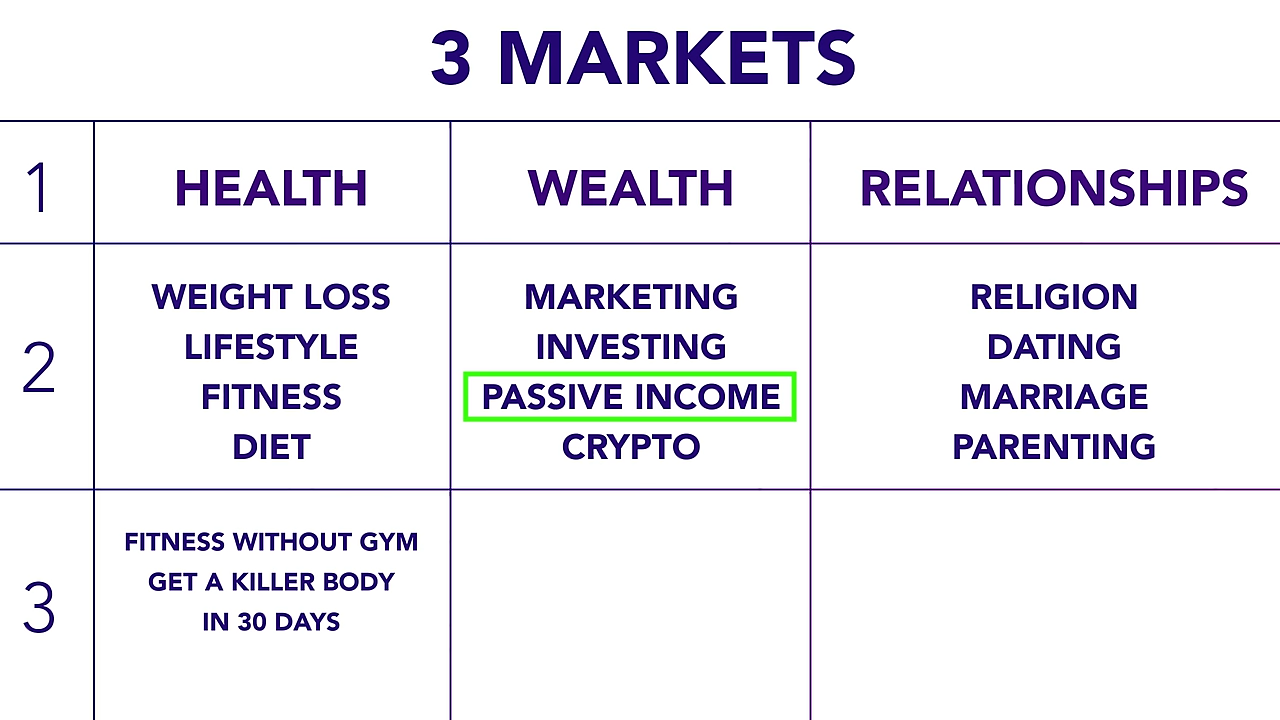 3 MARKETS
1
HEALTH
WEALTH
RELATIONSHIPS
2
WEIGHT LOSS
LIFESTYLE
FITNESS
DIET
MARKETING
INVESTING
PASSIVE INCOME
CRYPTO
RELIGION
DATING
MARRIAGE
PARENTING
3
FITNESS WITHOUT GYM
GET A KILLER BODY
IN 30 DAYS